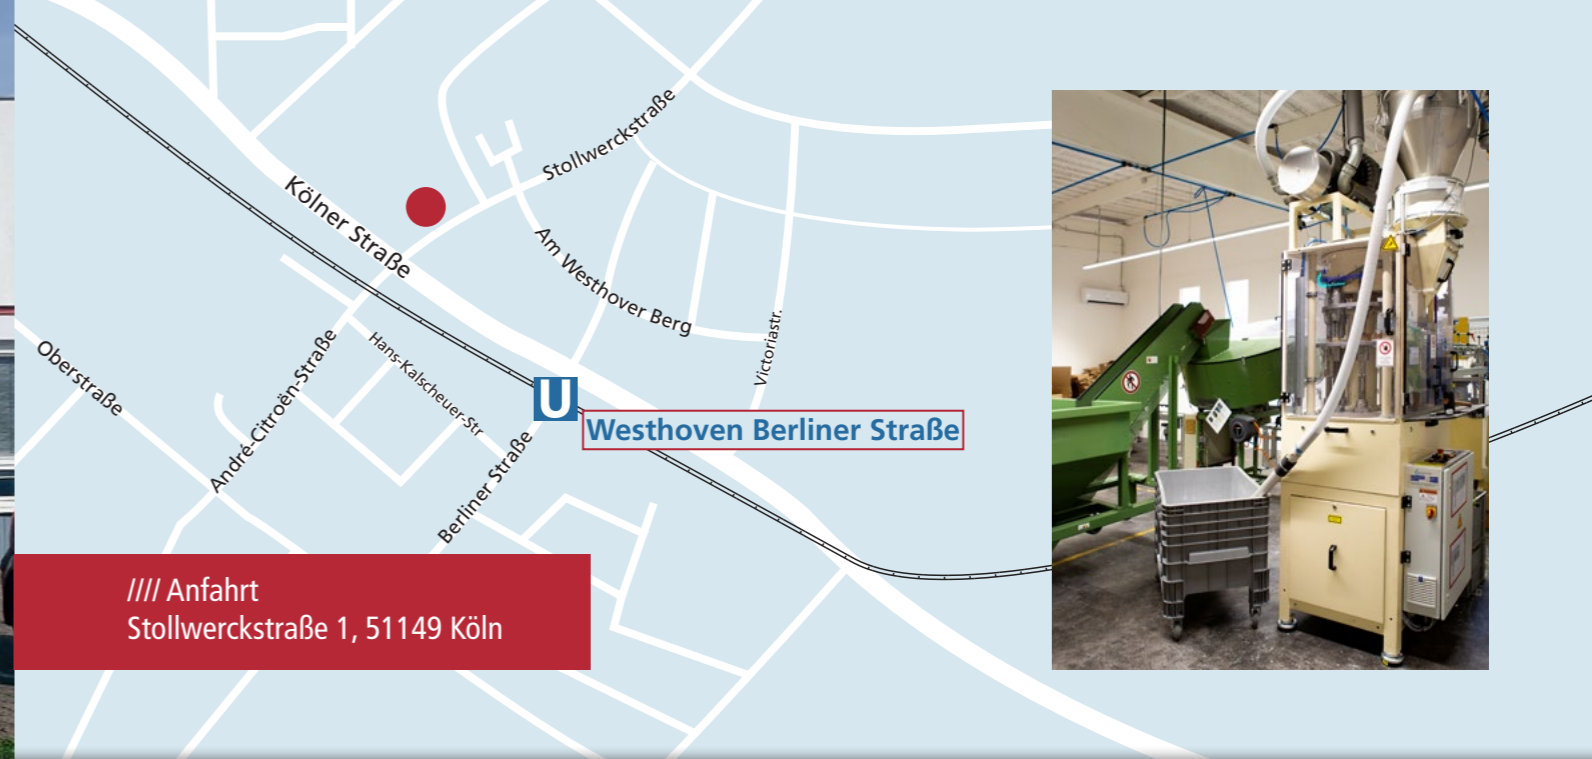 Stollwerckstraße
Kölner Straße
Am Westhover Berg
Victoriastr.
Oberstraße
André-Citroën-Straße
Hans-Kalscheuer-Str
U
Westhoven Berliner Straße
Berliner Straße
//// Anfahrt
Stollwerckstraße 1, 51149 Köln